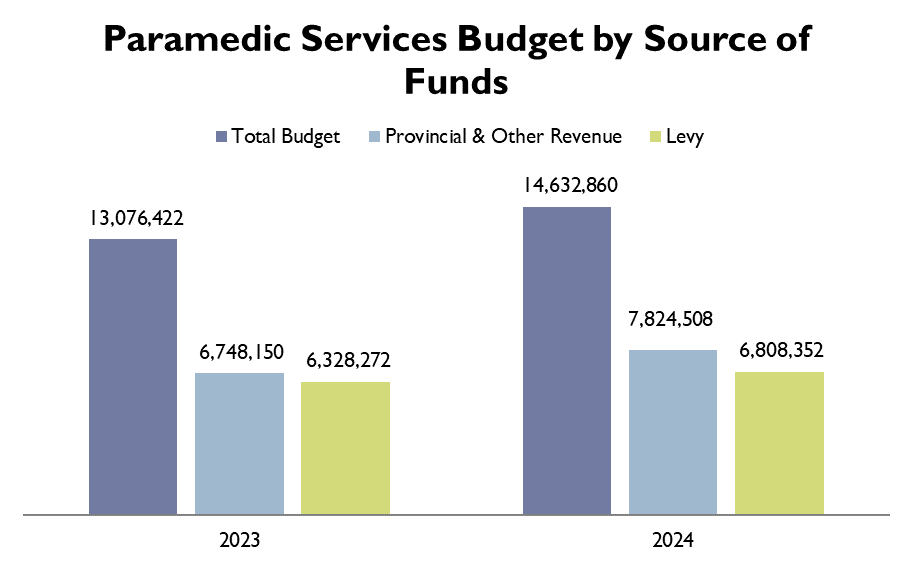 Paramedic Services Budget by Source of
Funds
Total Budget Provincial & Other Revenue Levy
14,632,860
13,076,422
7,824,508
6,748,150 6,328,272 6,808,352
2023 2024